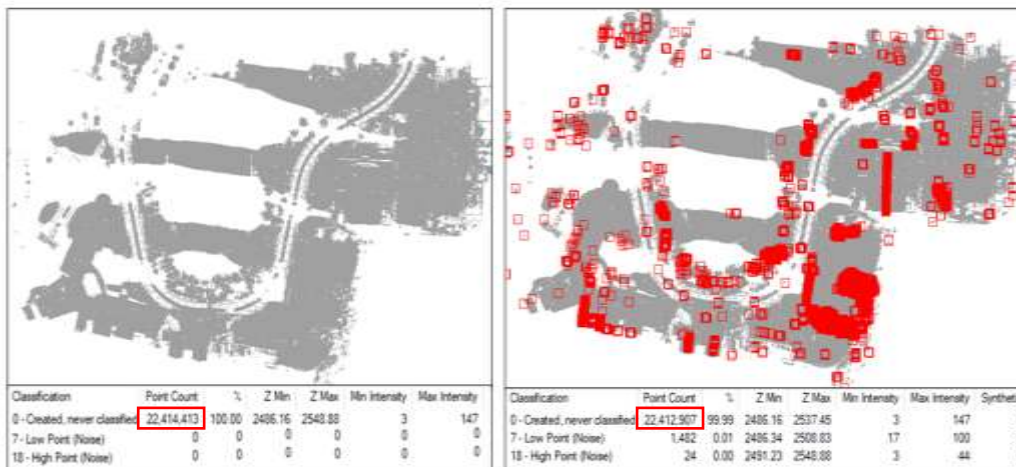 Classification Point Count % Z Min Z Max Min Intensity Max Intensity
0 - Created, never classified 22,414,413 100.00 2486.16 2548.88 3 147
7 - Low Point (Noise) 0 0 0 0 0 0
18 - High Point (Noise) 0 0 0 0 0 0
Classification Point Count % Z Min Z Max Min Intensity Max Intensity Synthet
0 - Created, never classified 22,412,907 99.99 2486.16 2537.45 3 147
7 - Low Point (Noise) 1,482 0.01 2486.34 2508.83 17 100
18 - High Point (Noise) 24 0.00 2491.23 2548.88 3 44